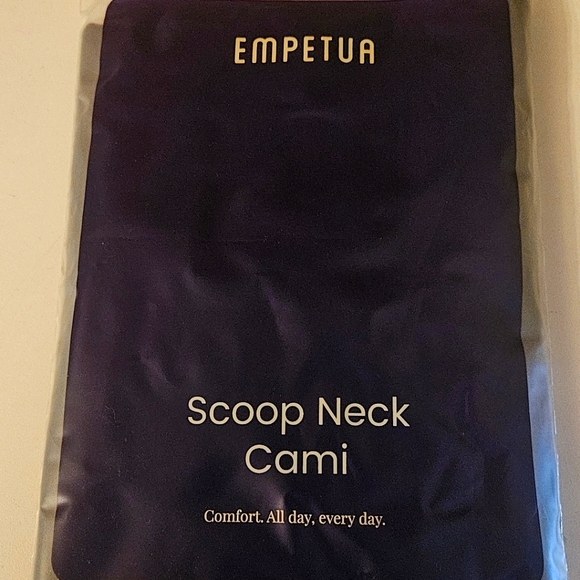 EMPETUA
Scoop Neck
Cami
Comfort. All day, every day.